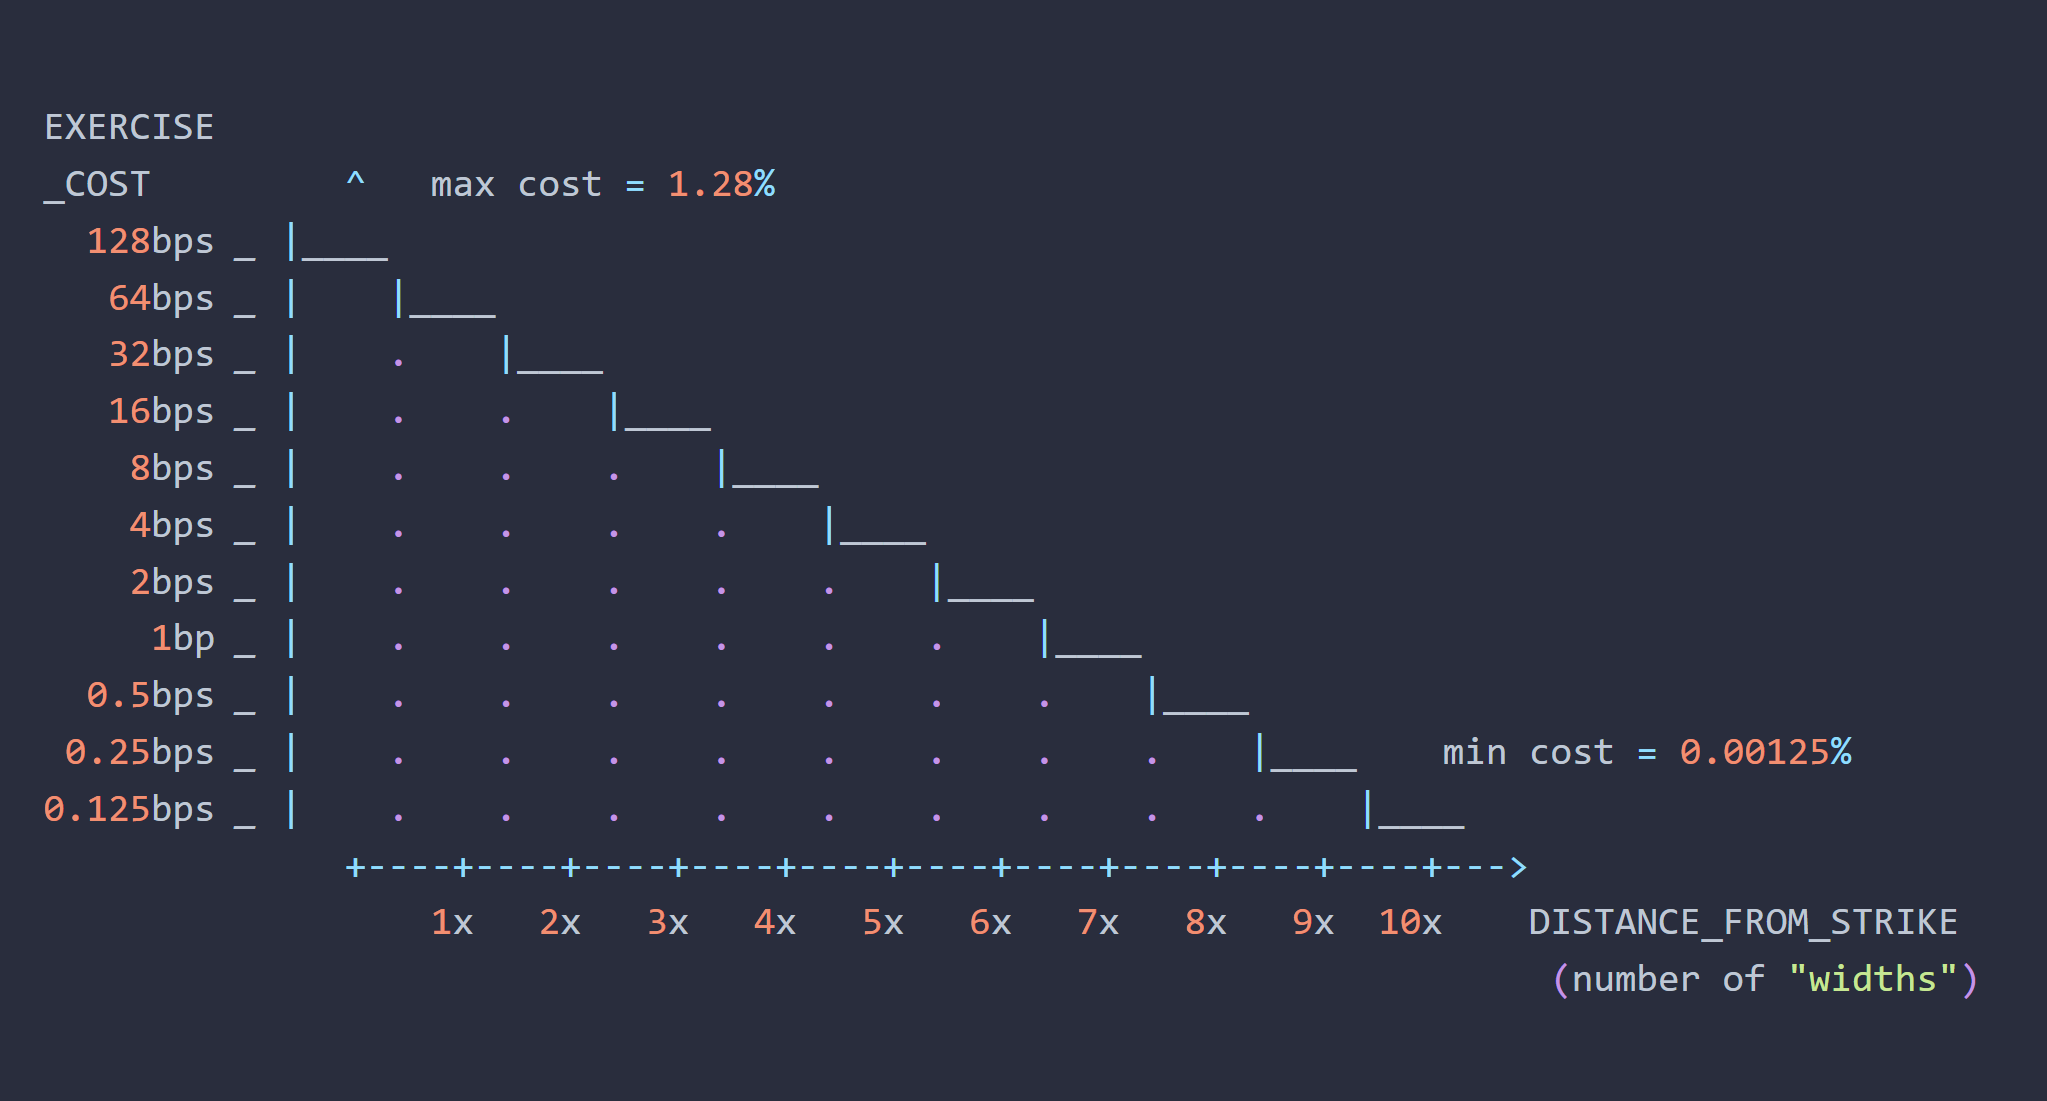 EXERCISE
_COST         ^   max cost = 1.28%
  128bps _ |____
   64bps _ |    |____
   32bps _ |    .    |____
   16bps _ |    .    .    |____
    8bps _ |    .    .    .    |____
    4bps _ |    .    .    .    .    |____
    2bps _ |    .    .    .    .    .    |____
     1bp _ |    .    .    .    .    .    .    |____
  0.5bps _ |    .    .    .    .    .    .    .    |____
 0.25bps _ |    .    .    .    .    .    .    .    .    |____    min cost = 0.00125%
0.125bps _ |    .    .    .    .    .    .    .    .    .    |____
              +----+----+----+----+----+----+----+----+----+----+--->
                  1x   2x   3x   4x   5x   6x   7x   8x   9x  10x    DISTANCE_FROM_STRIKE
                                                                      (number of "widths")